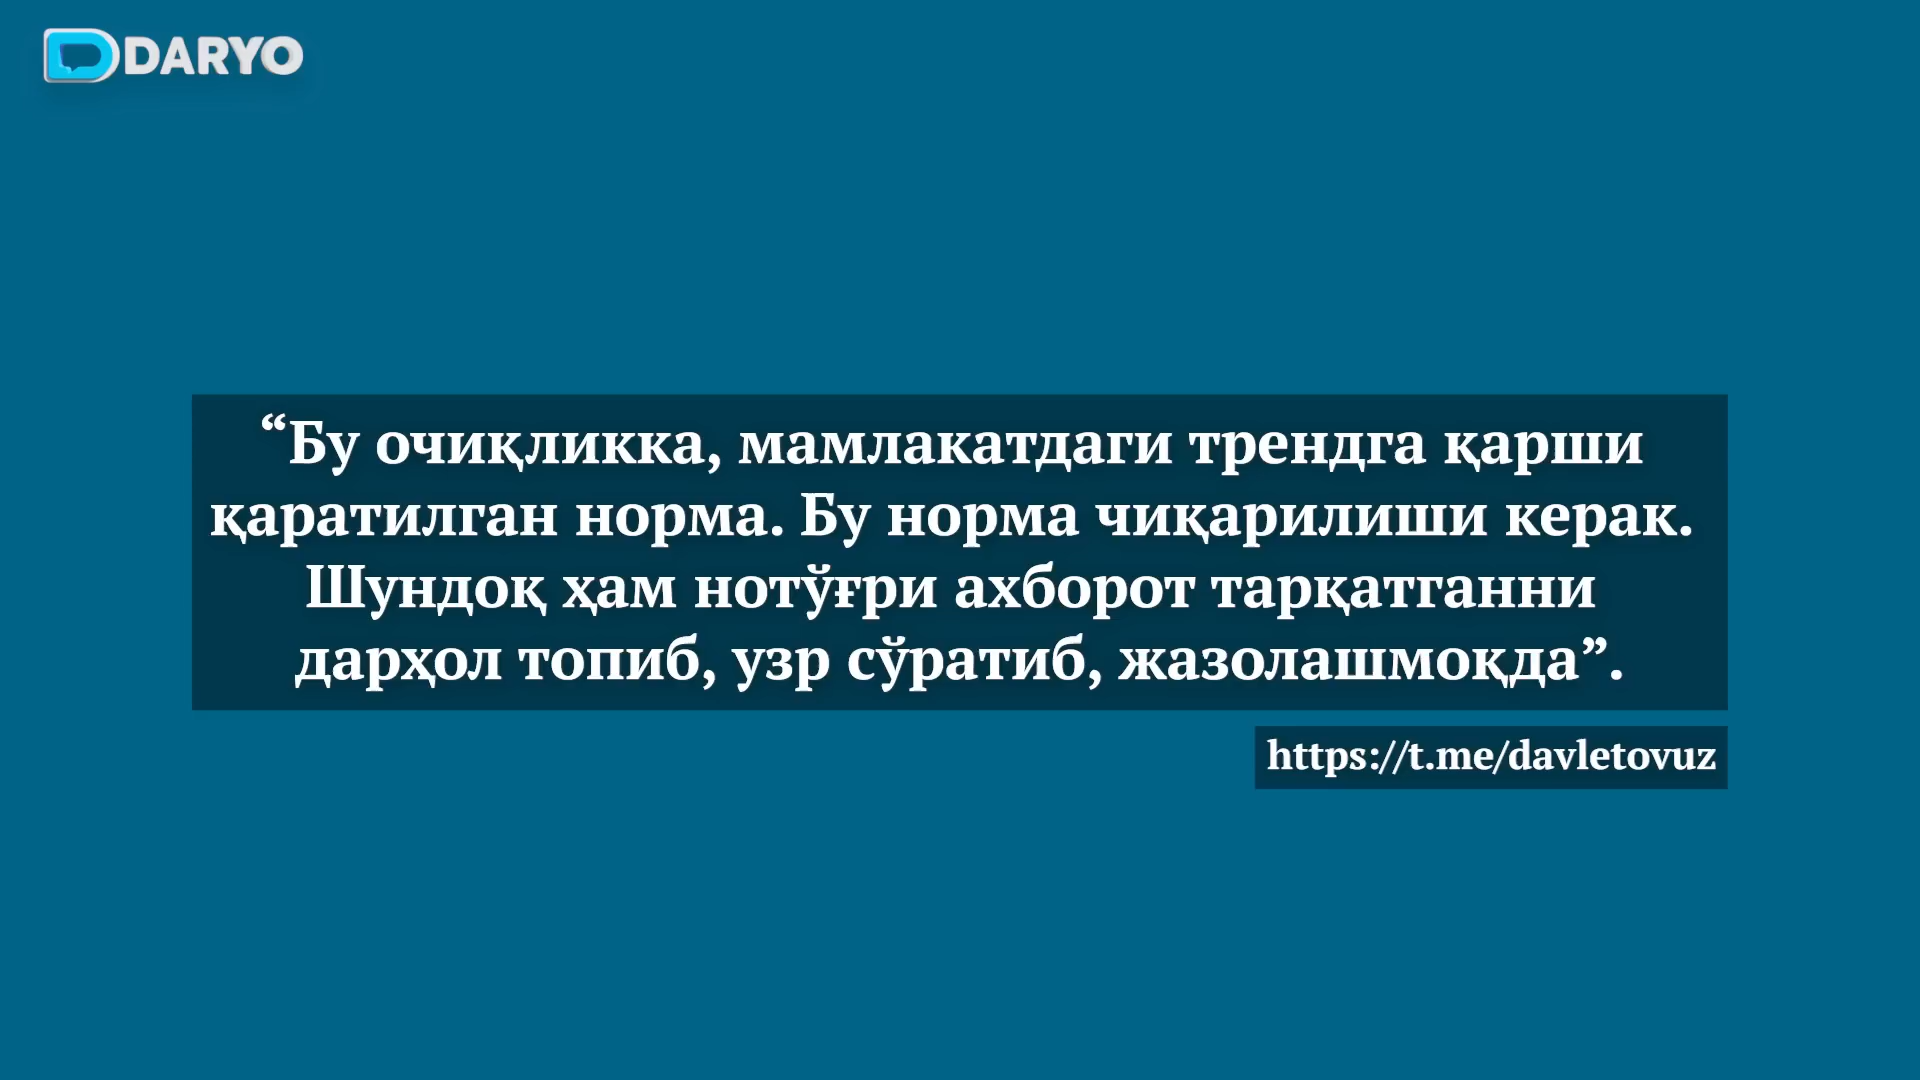 DARYO
“Бу очиқликка, мамлакатдаги трендга қарши
қаратилган норма. Бу норма чиқарилиши керак.
Шундоқ ҳам нотўғри ахборот тарқатганни
дарҳол топиб, узр сўратиб, жазолашмоқда”.
https://t.me/davletovuz